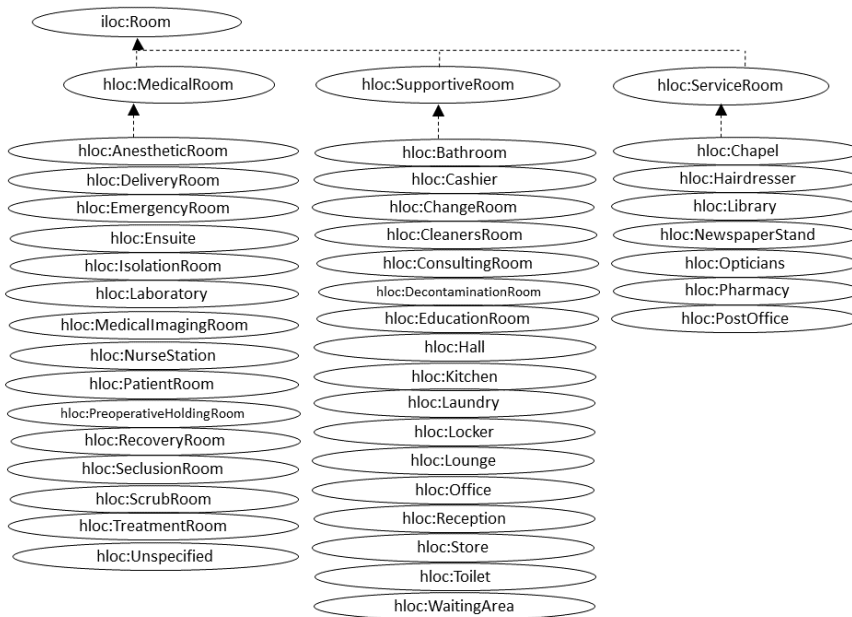 iloc:Room
hloc:MedicalRoom
hloc:SupportiveRoom
hloc:ServiceRoom
hloc:AnestheticRoom
hloc:DeliveryRoom
hloc:EmergencyRoom
hloc:Ensuite
hloc:IsolationRoom
hloc:Laboratory
hloc:MedicalImagingRoom
hloc:NurseStation
hloc:PatientRoom
hloc:PreoperativeHoldingRoom
hloc:RecoveryRoom
hloc:SeclusionRoom
hloc:ScrubRoom
hloc:TreatmentRoom
hloc:Unspecified
hloc:Bathroom
hloc:Cashier
hloc:ChangeRoom
hloc:CleanersRoom
hloc:ConsultingRoom
hloc:DecontaminationRoom
hloc:EducationRoom
hloc:Hall
hloc:Kitchen
hloc:Laundry
hloc:Locker
hloc:Lounge
hloc:Office
hloc:Reception
hloc:Store
hloc:Toilet
hloc:WaitingArea
hloc:Chapel
hloc:Hairdresser
hloc:Library
hloc:NewspaperStand
hloc:Opticians
hloc:Pharmacy
hloc:PostOffice